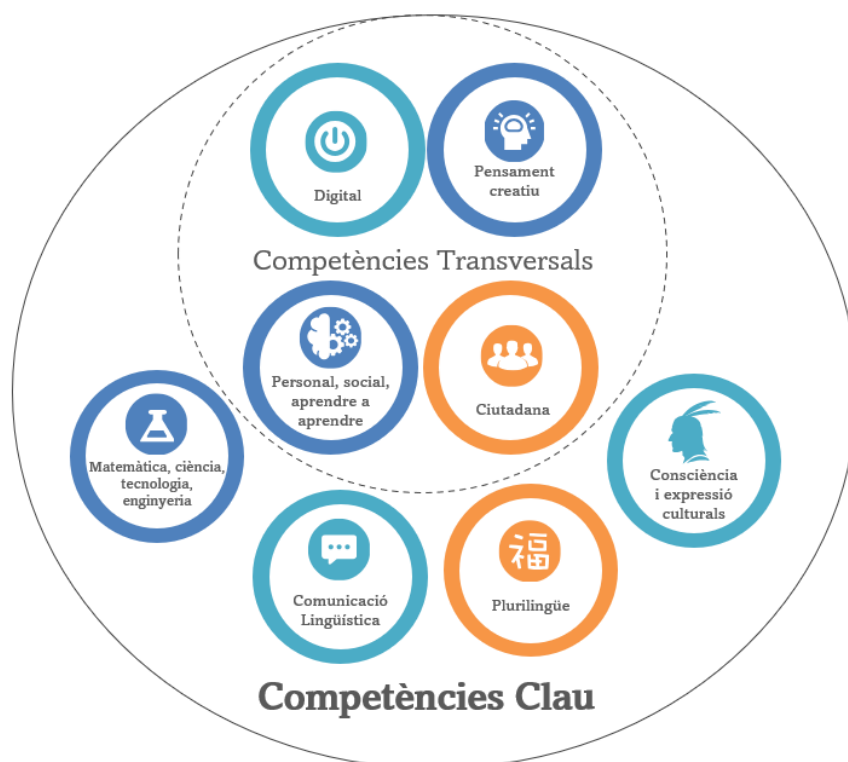 Digital
Pensament
creatiu
Competències Transversals
Personal, social,
aprendre a
aprendre
Ciutadana
Matemàtica, ciència,
tecnologia,
enginyeria
Consciència
i expressió
culturals
福
Comunicació
Lingüística
Plurilingüe
Competències Clau